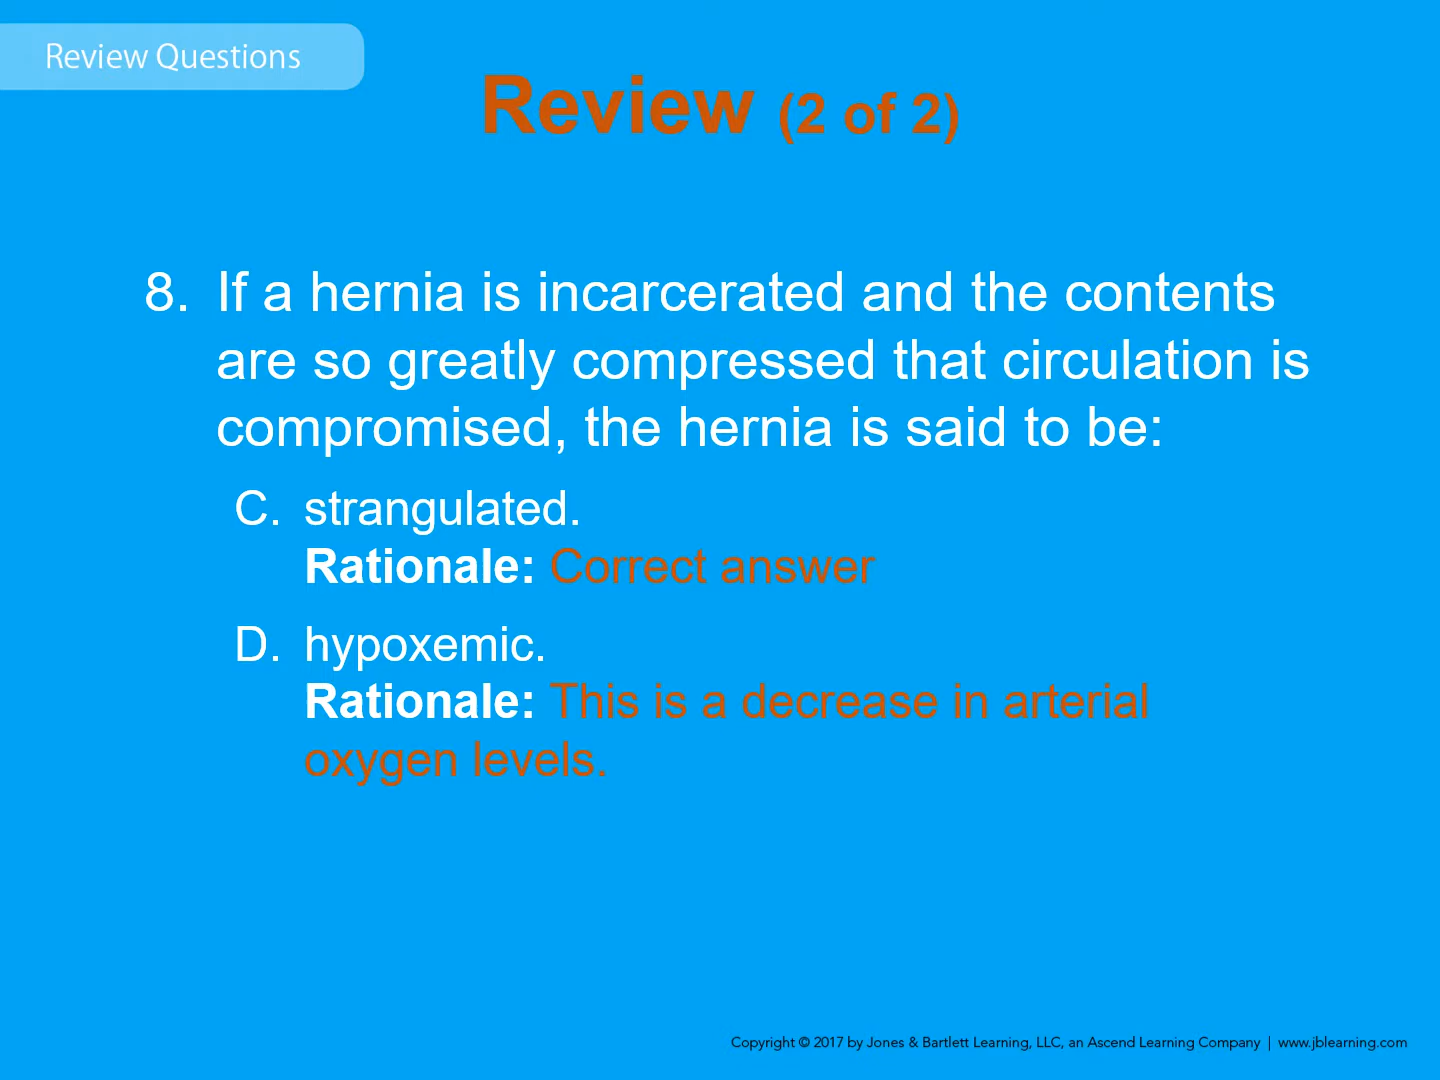 Review Questions
Review (2 of 2)
8. If a hernia is incarcerated and the contents
are so greatly compressed that circulation is
compromised, the hernia is said to be:
C. strangulated.
Rationale: Correct answer
D. hypoxemic.
Rationale: This is a decrease in arterial
oxygen levels.
Copyright © 2017 by Jones & Bartlett Learning, LLC, an Ascend Learning Company | www.jblearning.com